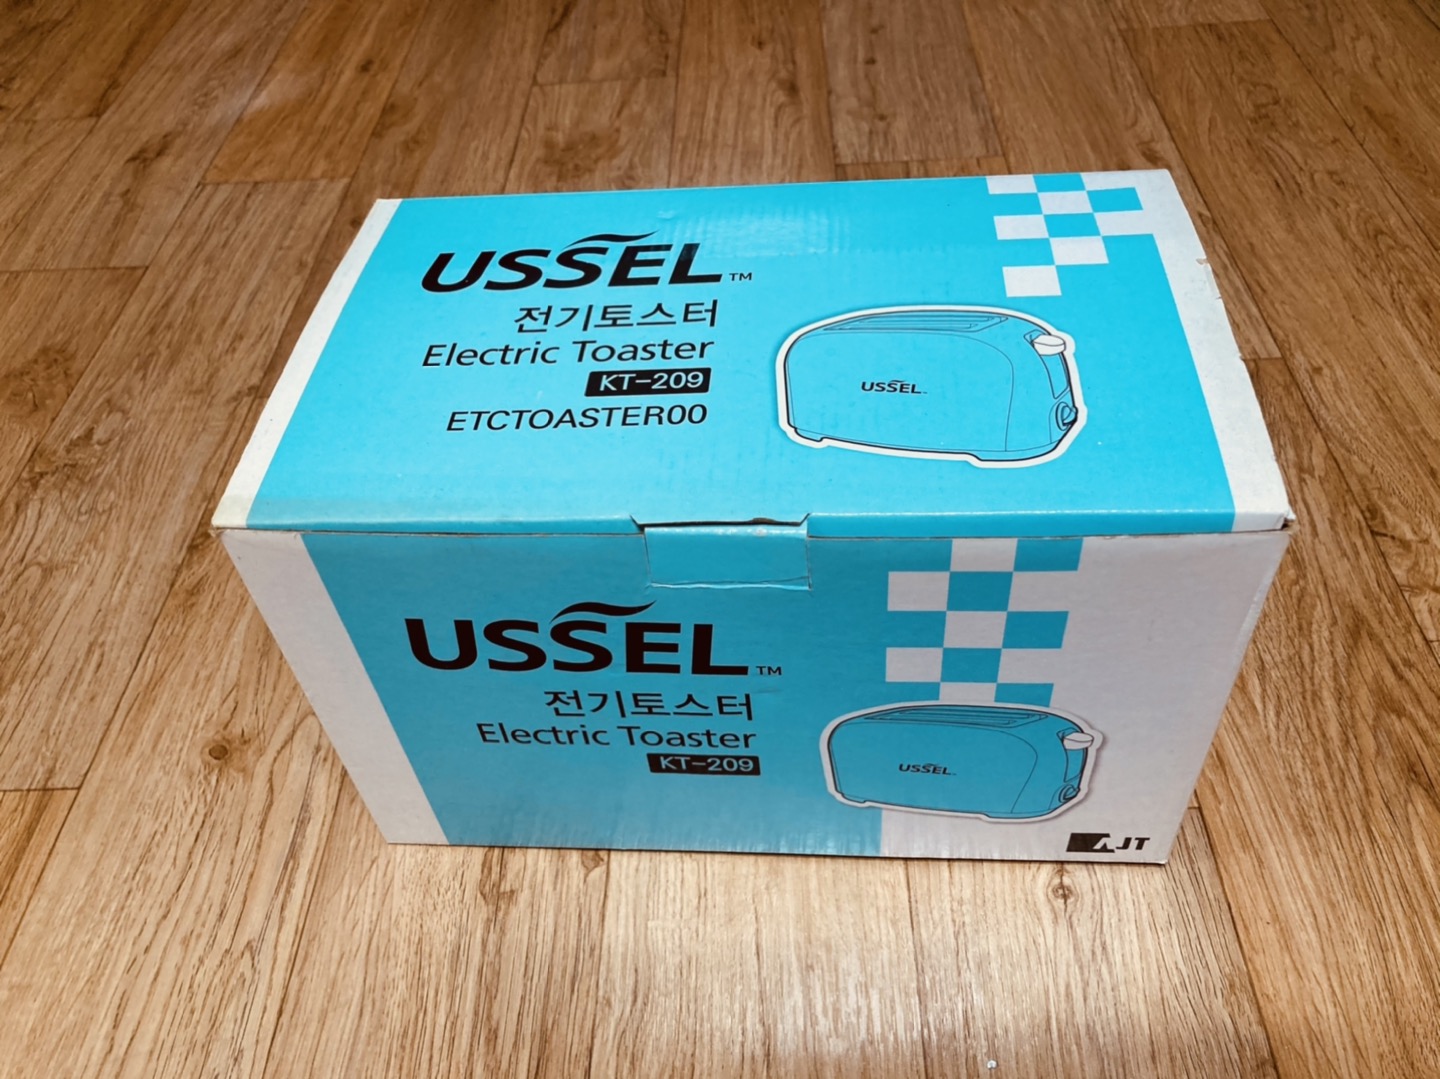 USSEL™
전기토스터
Electric Toaster
KT-209
ETCTOASTER00
USSEL
USSEL™
전기토스터
Electric Toaster
KT-209
USSEL
AJT